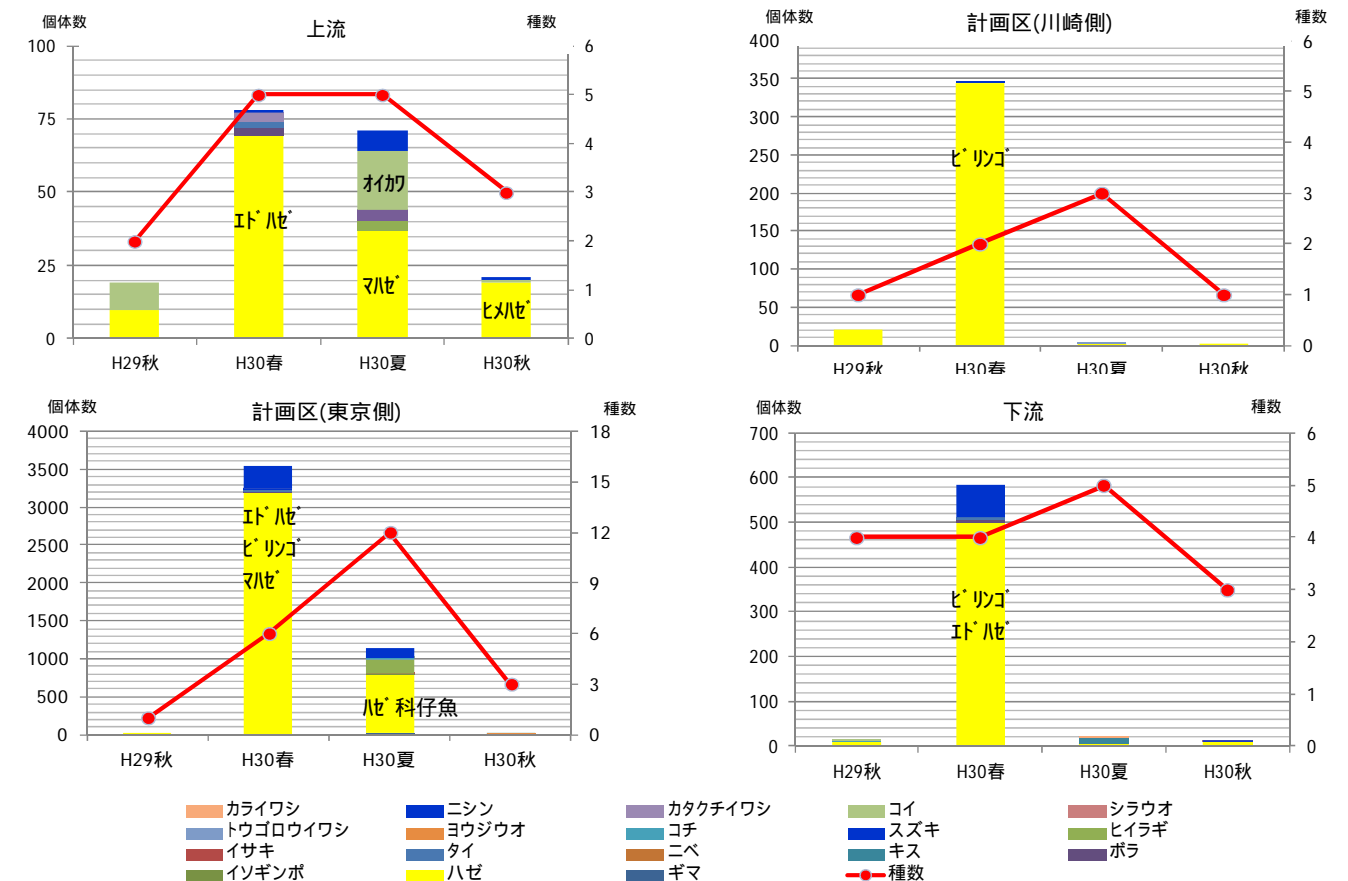 個体数 上流 種数
100 6
5
75
4
50 3
2
25
1
0 0
H29秋 H30春 H30夏 H30秋
ｴﾄﾞﾊｾﾞ
ｵｲｶﾜ
ﾏﾊｾﾞ
ﾋﾒﾊｾﾞ
個体数 計画区(川崎側) 種数
400 6
350
5
300
250 4
200 3
150
2
100
50 1
0 0
H29秋 H30春 H30夏 H30秋
ﾋﾞﾘﾝｺﾞ
個体数 計画区(東京側) 種数
4000 18
3500
15
3000
2500 12
2000 9
1500
6
1000
500 3
0 0
H29秋 H30春 H30夏 H30秋
ｴﾄﾞﾊｾﾞ
ﾋﾞﾘﾝｺﾞ
ﾏﾊｾﾞ
ﾊｾﾞ科仔魚
個体数 下流 種数
700 6
600
5
500
4
400
3
300
200 2
100 1
0 0
H29秋 H30春 H30夏 H30秋
ﾋﾞﾘﾝｺﾞ
ｴﾄﾞﾊｾﾞ
カライワシ ニシン カタクチイワシ コイ シラウオ
トウゴロウイワシ ヨウジウオ コチ スズキ ヒイラギ
イサキ タイ ニベ キス ボラ
イソギンポ ハゼ ギマ 種数